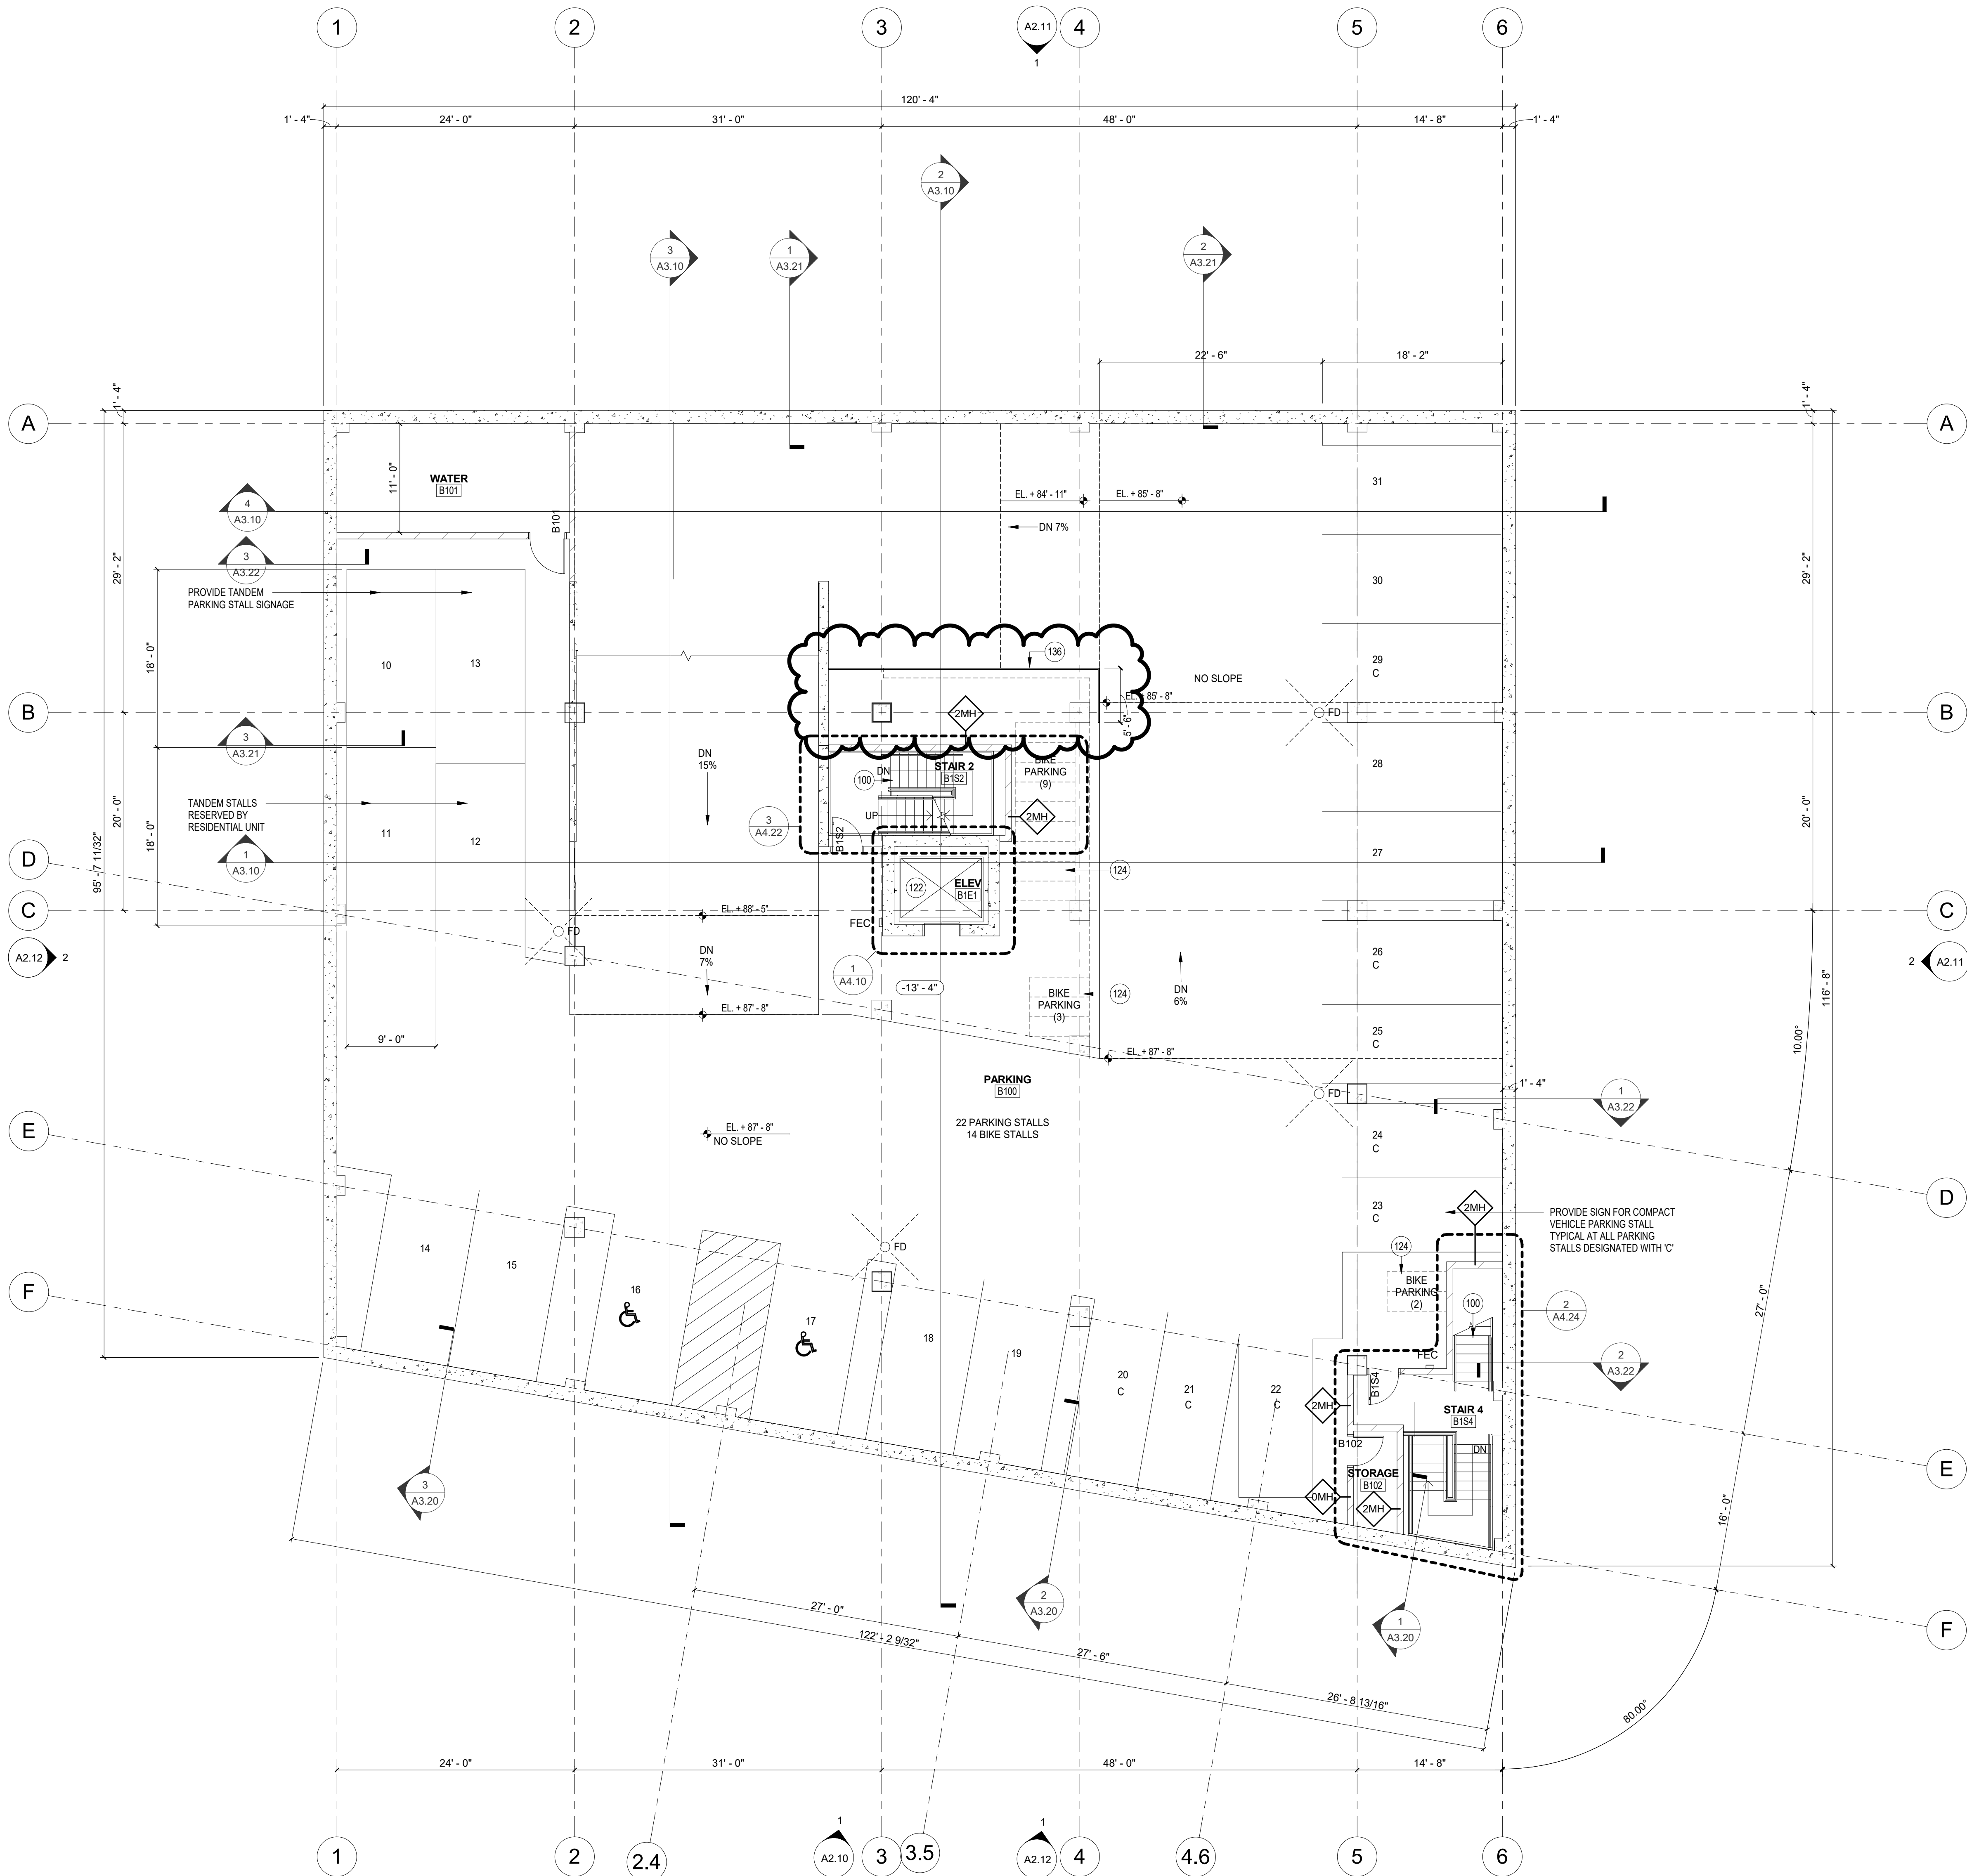 1
2
3
A2.11
1
4
5
6
120' - 4"
1' - 4"
24' - 0"
31' - 0"
48' - 0"
14' - 8"
1' - 4"
2
A3.10
3
A3.10
1
A3.21
2
A3.21
22' - 6"
18' - 2"
1' - 4"
1' - 4"
A
A
WATER
B101
11' - 0"
31
4
A3.10
EL. + 84' - 11"
EL. + 85' - 8"
B101
DN 7%
3
A3.22
29' - 2"
29' - 2"
PROVIDE TANDEM
PARKING STALL SIGNAGE
30
18' - 0"
10
13
136
29
C
NO SLOPE
EL. + 85' - 8"
B
2MH
FD
B
5' - 6"
3
A3.21
DN
15%
STAIR 2
B1S2
DN
100
BIKE
PARKING
(9)
28
TANDEM STALLS
RESERVED BY
RESIDENTIAL UNIT
20' - 0"
20' - 0"
18' - 0"
11
12
UP
2MH
3
A4.22
B1S2
95' - 7 11/32"
D
1
A3.10
27
124
122
ELEV
B1E1
C
EL. + 88' - 5"
C
FEC
FD
A2.12
2
DN
7%
26
C
2
A2.11
1
A4.10
-13' - 4"
BIKE
PARKING
(3)
124
DN
6%
116' - 8"
EL. + 87' - 8"
25
C
10.00°
9' - 0"
EL. + 87' - 8"
PARKING
B100
FD
1' - 4"
1
A3.22
22 PARKING STALLS
14 BIKE STALLS
E
EL. + 87' - 8"
NO SLOPE
24
C
D
23
C
2MH
PROVIDE SIGN FOR COMPACT
VEHICLE PARKING STALL
TYPICAL AT ALL PARKING
STALLS DESIGNATED WITH 'C'
14
15
FD
124
F
16
BIKE
PARKING
(2)
100
2
A4.24
27' - 0"
17
18
19
FEC
2
A3.22
20
C
21
C
22
C
B1S4
2MH
STAIR 4
B1S4
B102
DN
E
STORAGE
B102
3
A3.20
0MH
2MH
16' - 0"
2
A3.20
27' - 0"
1
A3.20
F
122' - 2 9/32"
27' - 6"
26' - 8 13/16"
80.00°
24' - 0"
31' - 0"
48' - 0"
14' - 8"
1
2
2.4
1
A2.10
3
3.5
1
A2.12
4
4.6
5
6